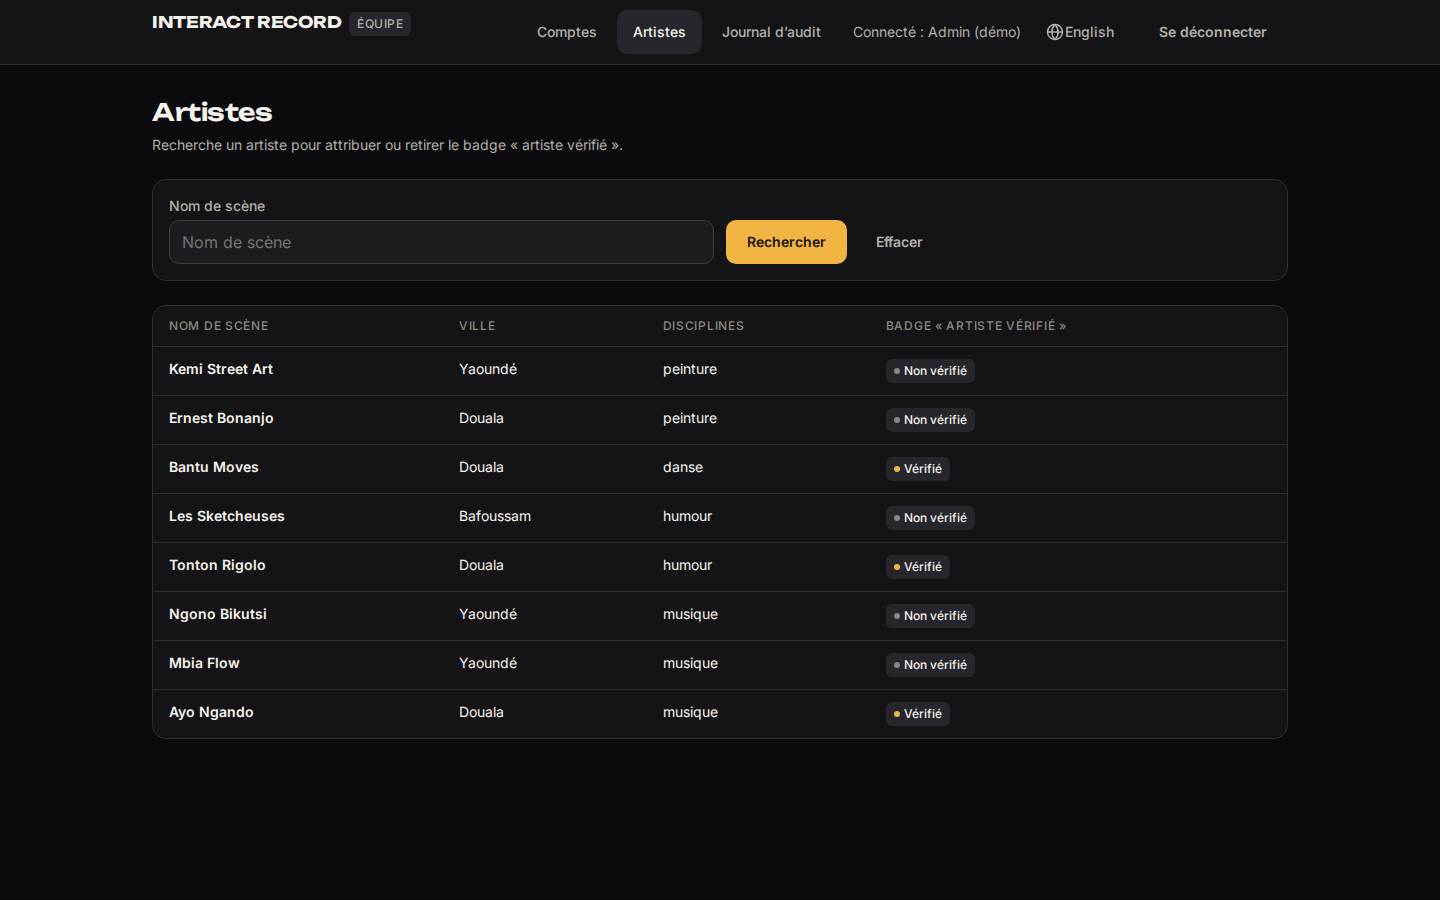 INTERACT RECORD ÉQUIPE Comptes Artistes Journal d’audit Connecté : Admin (démo) English Se déconnecter
Artistes
Recherche un artiste pour attribuer ou retirer le badge « artiste vérifié ».
Nom de scène
Nom de scène Rechercher Effacer
NOM DE SCÈNE VILLE DISCIPLINES BADGE « ARTISTE VÉRIFIÉ »
Kemi Street Art Yaoundé peinture Non vérifié
Ernest Bonanjo Douala peinture Non vérifié
Bantu Moves Douala danse Vérifié
Les Sketcheuses Bafoussam humour Non vérifié
Tonton Rigolo Douala humour Vérifié
Ngono Bikutsi Yaoundé musique Non vérifié
Mbia Flow Yaoundé musique Non vérifié
Ayo Ngando Douala musique Vérifié